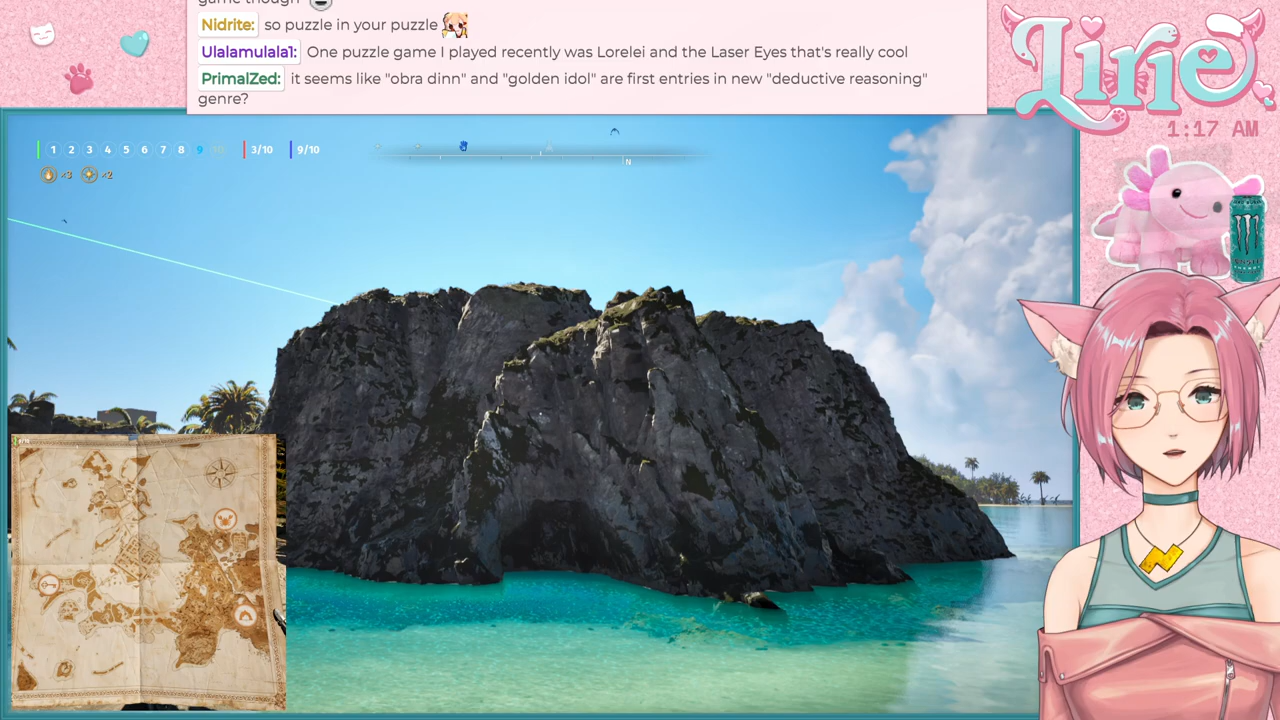 game though
Nidrite: so puzzle in your puzzle
Ulalamulala1: One puzzle game I played recently was Lorelei and the Laser Eyes that's really cool
PrimalZed: it seems like "obra dinn" and "golden idol" are first entries in new "deductive reasoning"
genre?
Lirie
1:17 AM
1 2 3 4 5 6 7 8 9 10 3/10 9/10
×3 ×2
N